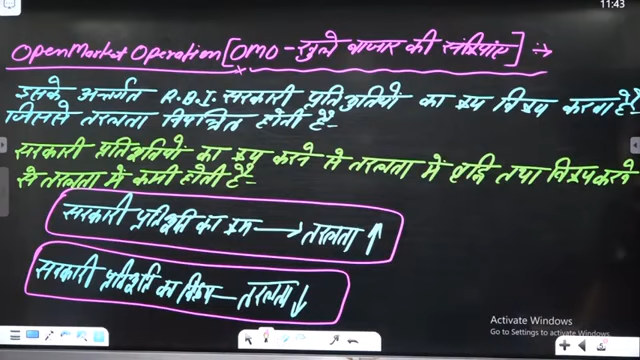 11:43
Open Market Operation [OMO - खुले बाजार की संक्रियाएं] :→
इसके अन्तर्गत R.B.I. सरकारी प्रतिभूतियों का क्रय विक्रय करता है
जिससे तरलता नियन्त्रित होती है-
सरकारी प्रतिभूतियों का क्रय करने से तरलता में वृद्धि तथा विक्रय करने
से तरलता में कमी होती है-
सरकारी प्रतिभूति का क्रय → तरलता ↑
सरकारी प्रतिभूति का विक्रय — तरलता ↓
Activate Windows
Go to Settings to activate Windows.